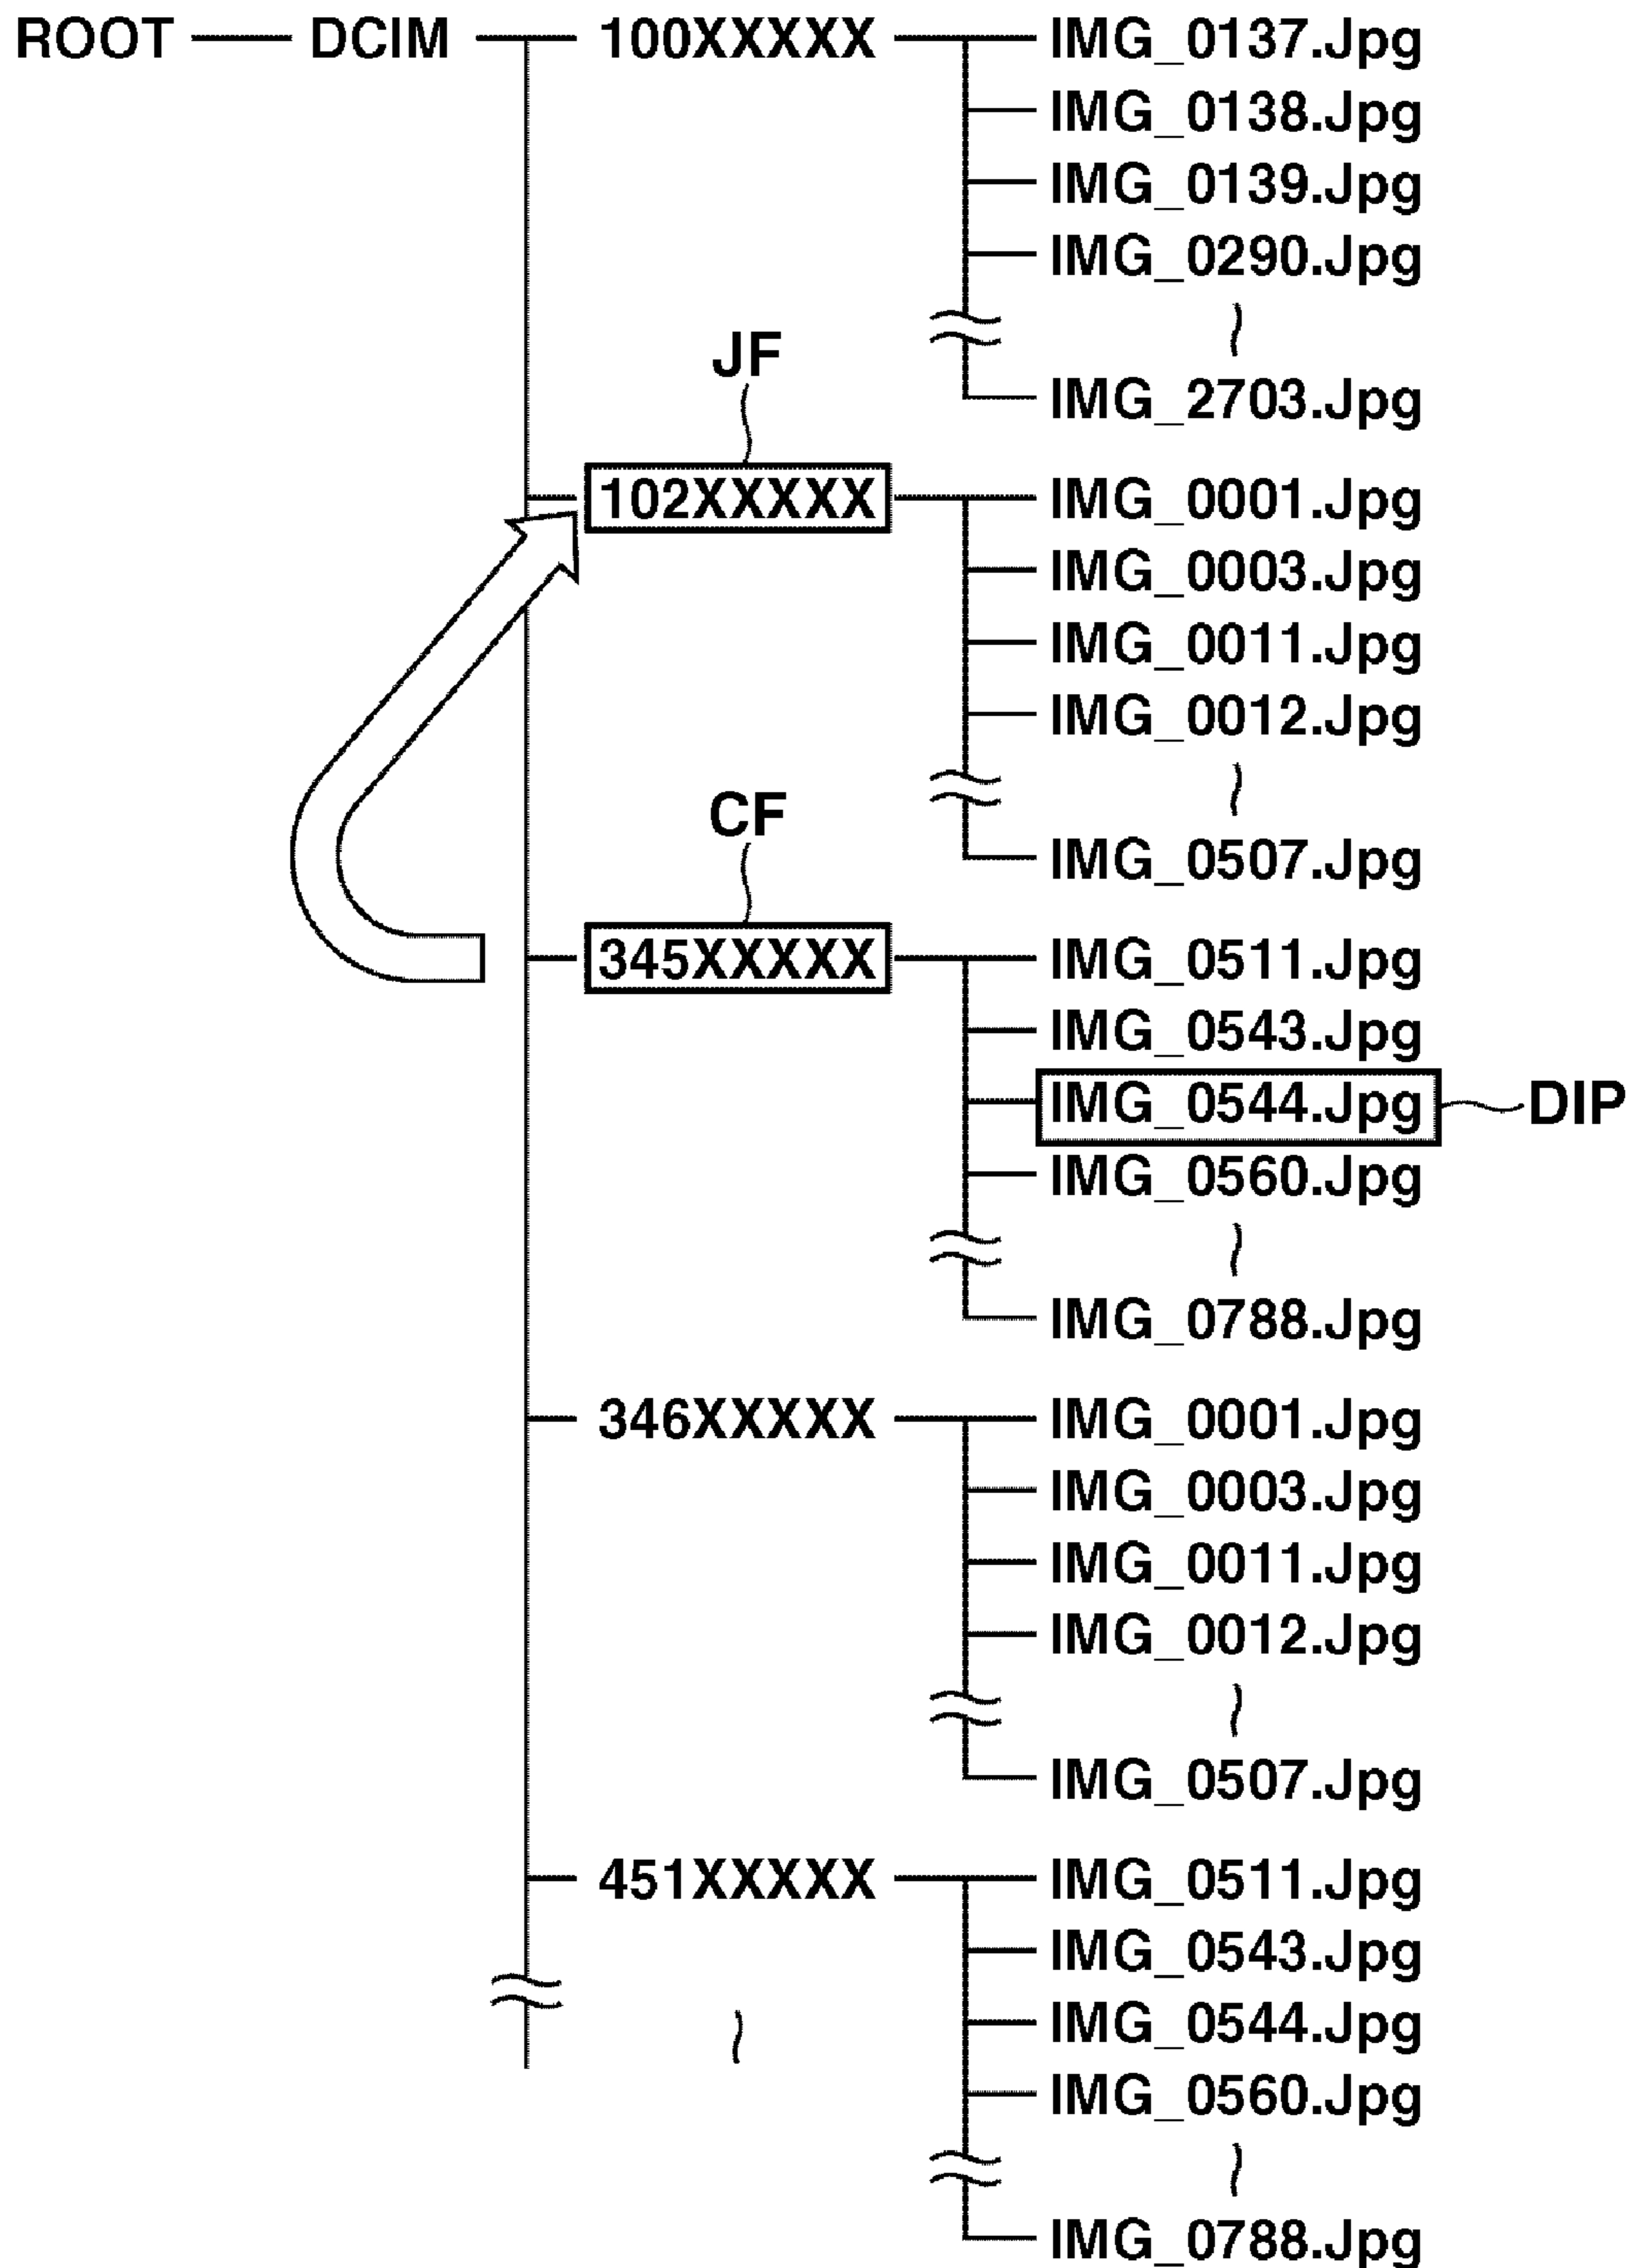 ROOT DCIM 100XXXXX IMG_0137.Jpg
IMG_0138.Jpg
IMG_0139.Jpg
IMG_0290.Jpg
JF
IMG_2703.Jpg
102XXXXX IMG_0001.Jpg
IMG_0003.Jpg
IMG_0011.Jpg
IMG_0012.Jpg
CF
IMG_0507.Jpg
345XXXXX IMG_0511.Jpg
IMG_0543.Jpg
IMG_0544.Jpg DIP
IMG_0560.Jpg
IMG_0788.Jpg
346XXXXX IMG_0001.Jpg
IMG_0003.Jpg
IMG_0011.Jpg
IMG_0012.Jpg
IMG_0507.Jpg
451XXXXX IMG_0511.Jpg
IMG_0543.Jpg
IMG_0544.Jpg
IMG_0560.Jpg
IMG_0788.Jpg